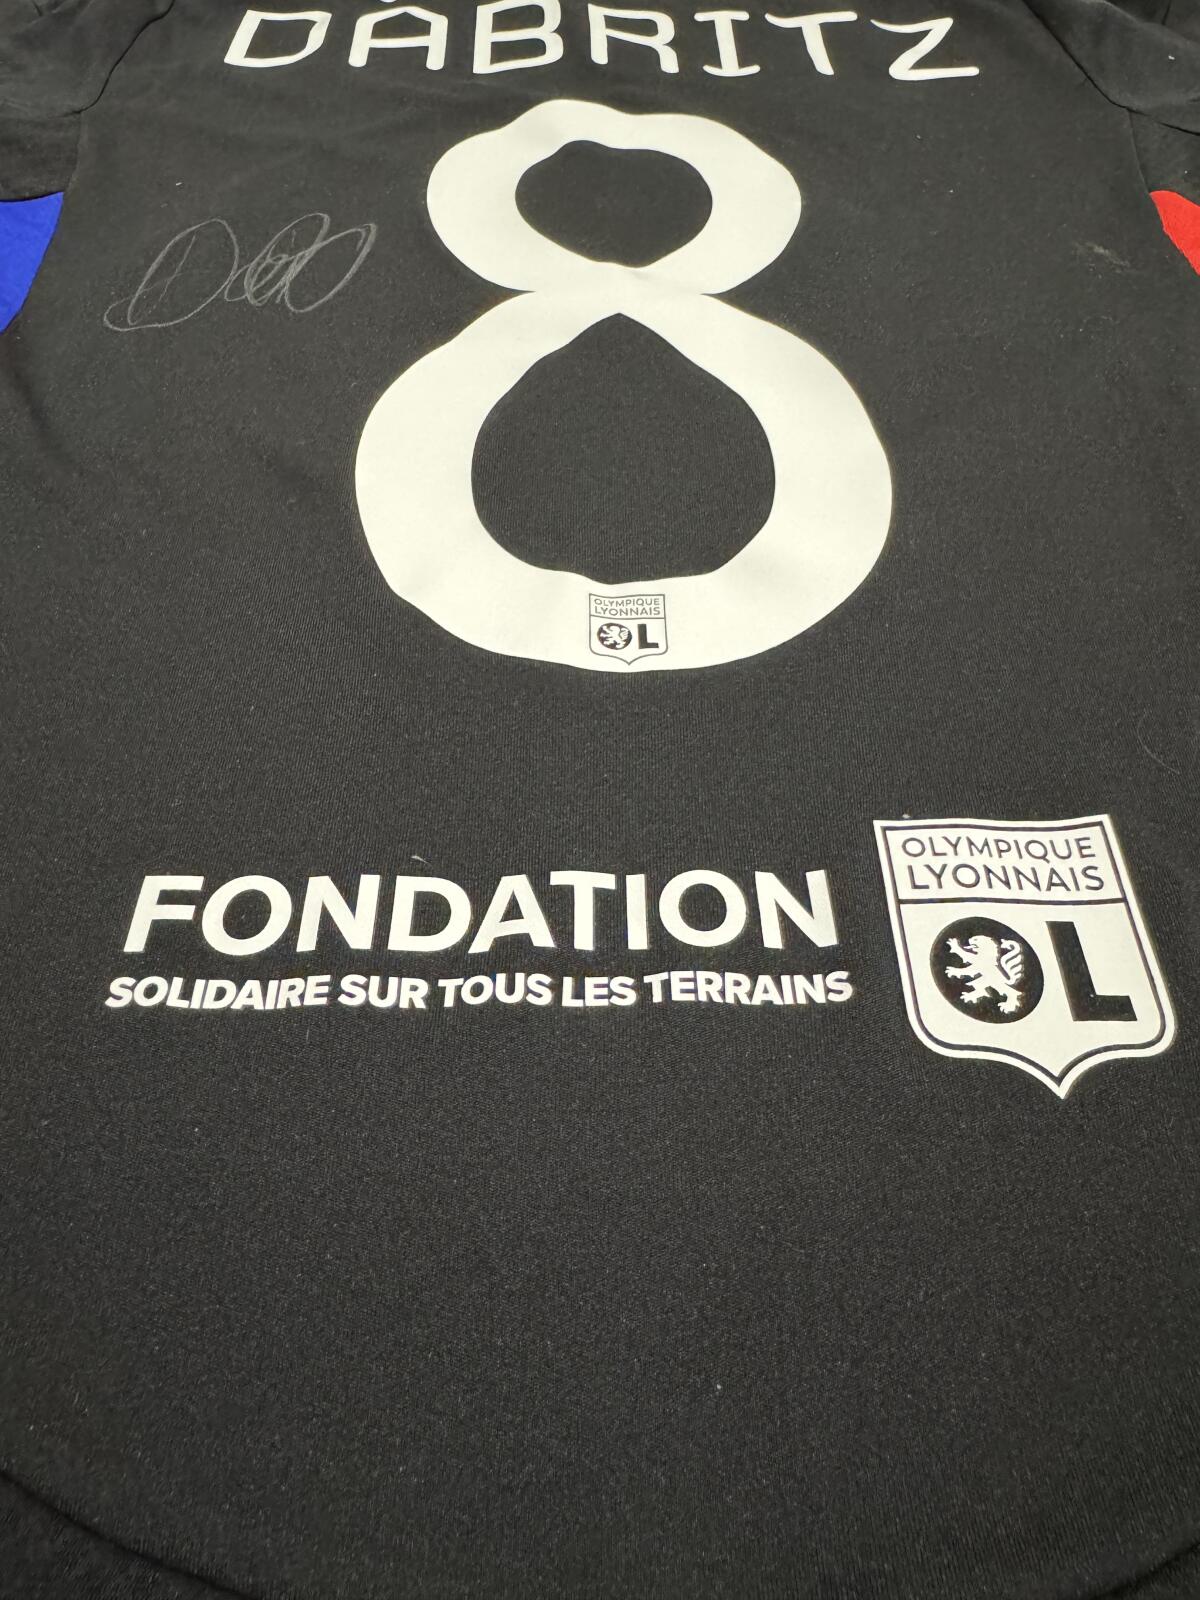 DÄBRITZ
8
OLYMPIQUE
LYONNAIS
OL
FONDATION
SOLIDAIRE SUR TOUS LES TERRAINS
OLYMPIQUE
LYONNAIS
OL